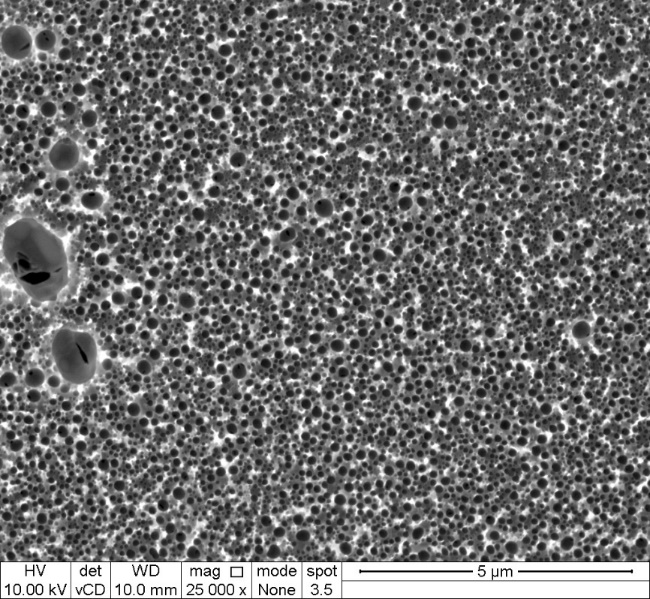 HV det WD mag □ mode spot 5 µm
10.00 kV vCD 10.0 mm 25 000 x None 3.5